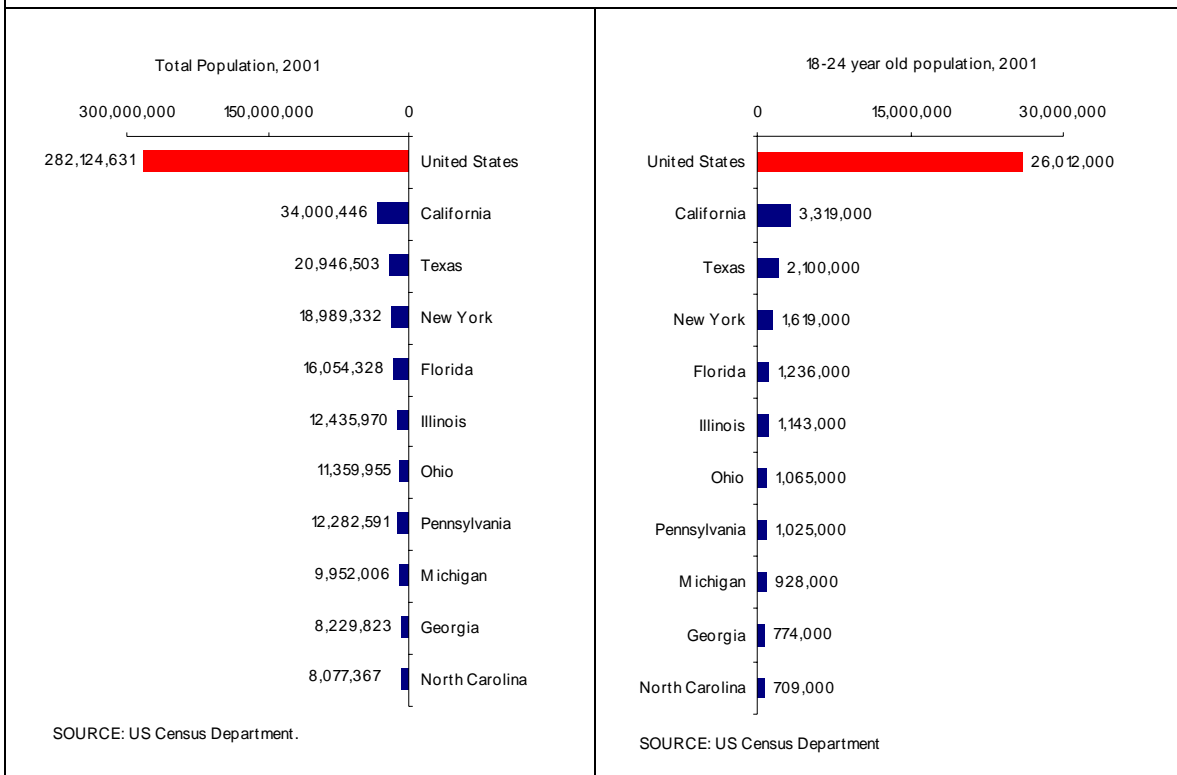 Total Population, 2001
300,000,000 150,000,000 0
282,124,631 United States
34,000,446 California
20,946,503 Texas
18,989,332 New York
16,054,328 Florida
12,435,970 Illinois
11,359,955 Ohio
12,282,591 Pennsylvania
9,952,006 Michigan
8,229,823 Georgia
8,077,367 North Carolina
SOURCE: US Census Department.
18-24 year old population, 2001
0 15,000,000 30,000,000
United States 26,012,000
California 3,319,000
Texas 2,100,000
New York 1,619,000
Florida 1,236,000
Illinois 1,143,000
Ohio 1,065,000
Pennsylvania 1,025,000
Michigan 928,000
Georgia 774,000
North Carolina 709,000
SOURCE: US Census Department